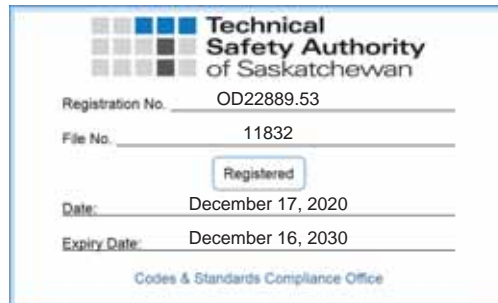 Technical
Safety Authority
of Saskatchewan
Registration No. OD22889.53
File No. 11832
Registered
Date: December 17, 2020
Expiry Date: December 16, 2030
Codes & Standards Compliance Office